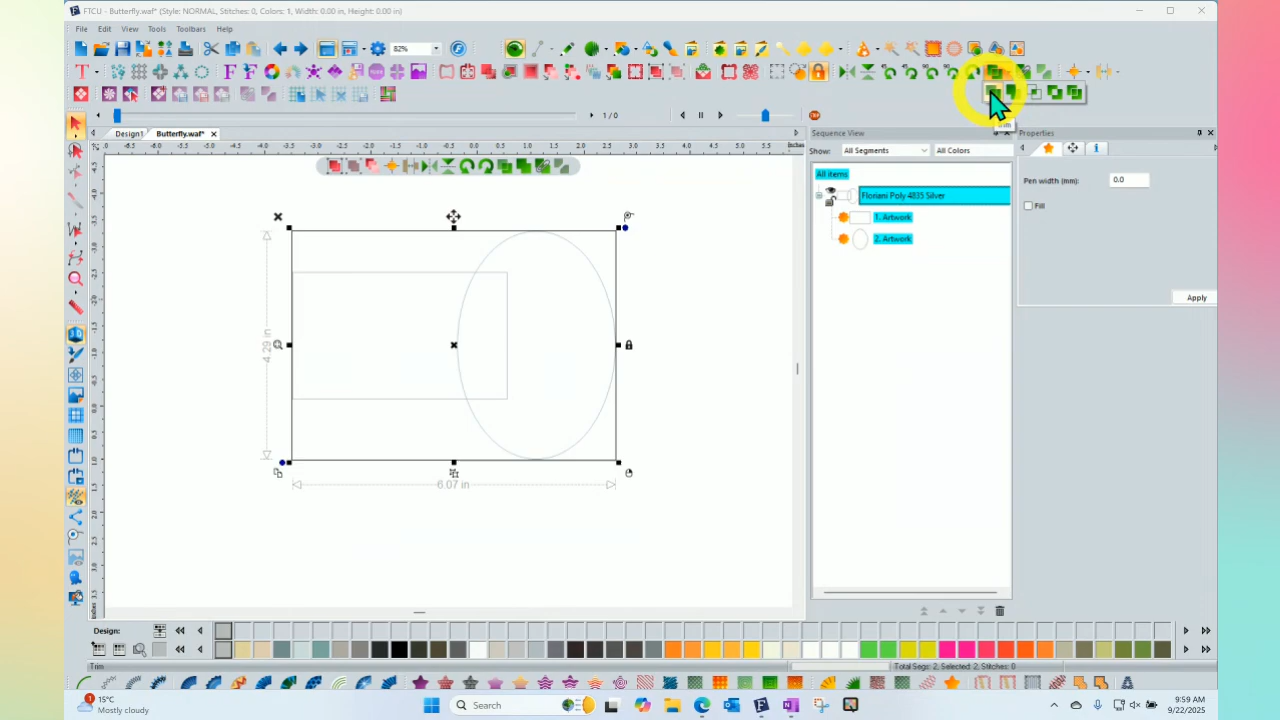 FTCU - Butterfly.waf* (Style: NORMAL, Stitches: 0, Colors: 1, Width: 0.00 in, Height: 0.00 in)
File Edit View Tools Toolbars Help
82%
1 / 0
Design1 Butterfly.waf*
Inches
Sequence View
Properties
Show: All Segments All Colors
All items
Floriani Poly 4835 Silver
1. Artwork
2. Artwork
Pen width (mm): 0.0
Fill
Apply
4.29 in
6.07 in
Design:
Trim
Total Segs: 2, Selected: 2, Stitches: 0
15°C
Mostly cloudy
Search
9:59 AM
9/22/2025